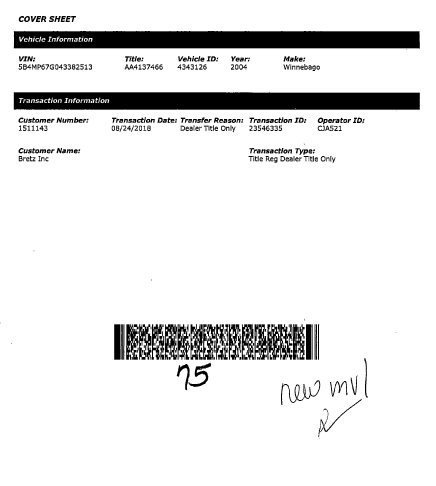 COVER SHEET
Vehicle Information
VIN: Title: Vehicle ID: Year: Make:
5B4MP67G043382513 AA4137466 4343126 2004 Winnebago
Transaction Information
Customer Number: Transaction Date: Transfer Reason: Transaction ID: Operator ID:
1511143 08/24/2018 Dealer Title Only 23546335 CJA521
Customer Name: Transaction Type:
Bretz Inc Title Reg Dealer Title Only
75
new mvl